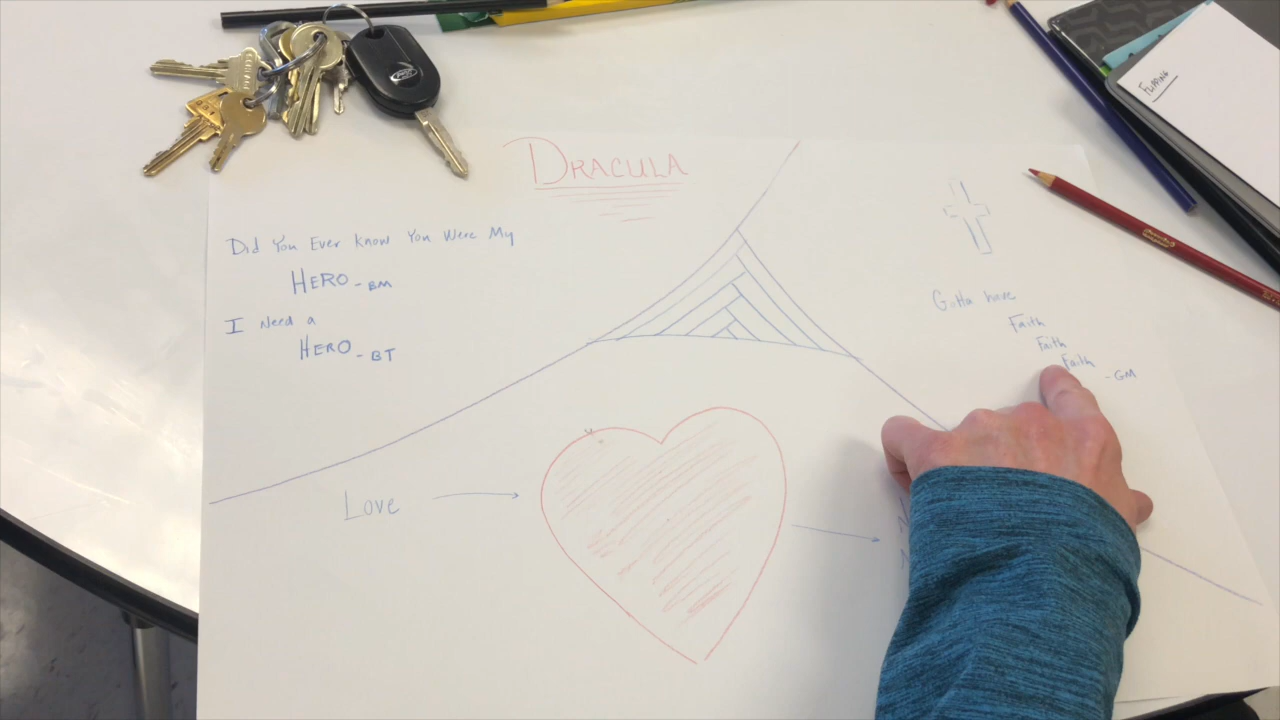 DRACULA
Did You Ever Know You Were My
HERO - BM
I Need a
HERO - BT
Gotta have
Faith
Faith
Faith - GM
Love
FLIPPING